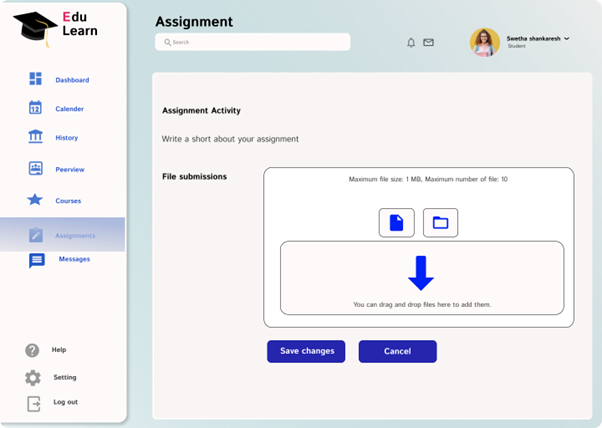 Edu
Learn
Assignment
Search
Swetha shankaresh
Student
Dashboard
12
Calender
History
Peerview
Courses
Assignments
Messages
Help
Setting
Log out
Assignment Activity
Write a short about your assignment
File submissions
Maximum file size: 1 MB, Maximum number of file: 10
You can drag and drop files here to add them.
Save changes
Cancel